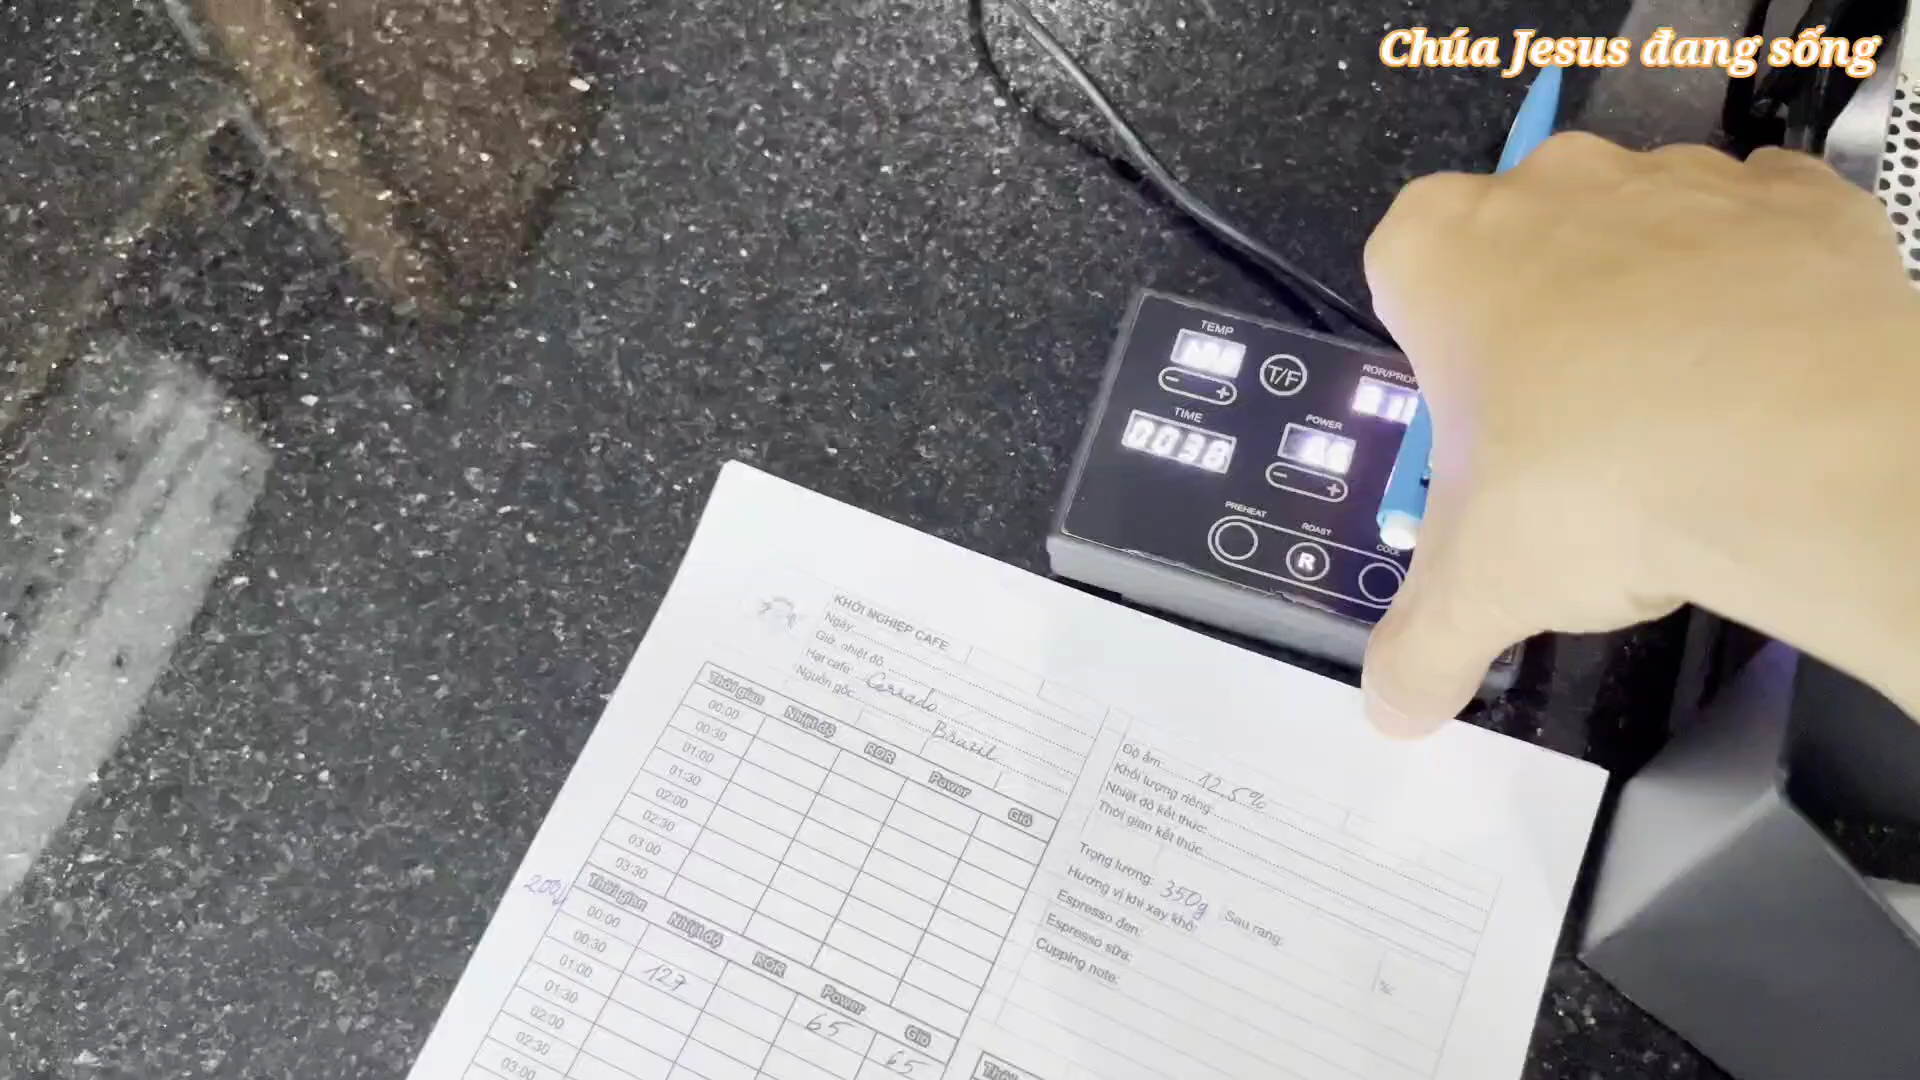 Chúa Jesus đang sống
TEMP
T/F
TIME
0038
POWER
PREHEAT
ROAST
R
COOL
KHỞI NGHIỆP CAFE
Ngày:
Giờ, nhiệt độ
Hạt cafe: Cerrado
Nguồn gốc: Brazil
Thời gian Nhiệt độ ROR Power Gió
00:00
00:30
01:00
01:30
02:00
02:30
03:00
03:30
200g
Thời gian Nhiệt độ ROR Power Gió
00:00 127 65 65
00:30
01:00
01:30
02:00
02:30
03:00
Độ ẩm: 12.5%
Khối lượng riêng:
Nhiệt độ kết thúc:
Thời gian kết thúc
Trọng lượng: 350g Sau rang:
Hương vị khi xay khô: %
Espresso đen:
Espresso sữa:
Cupping note: